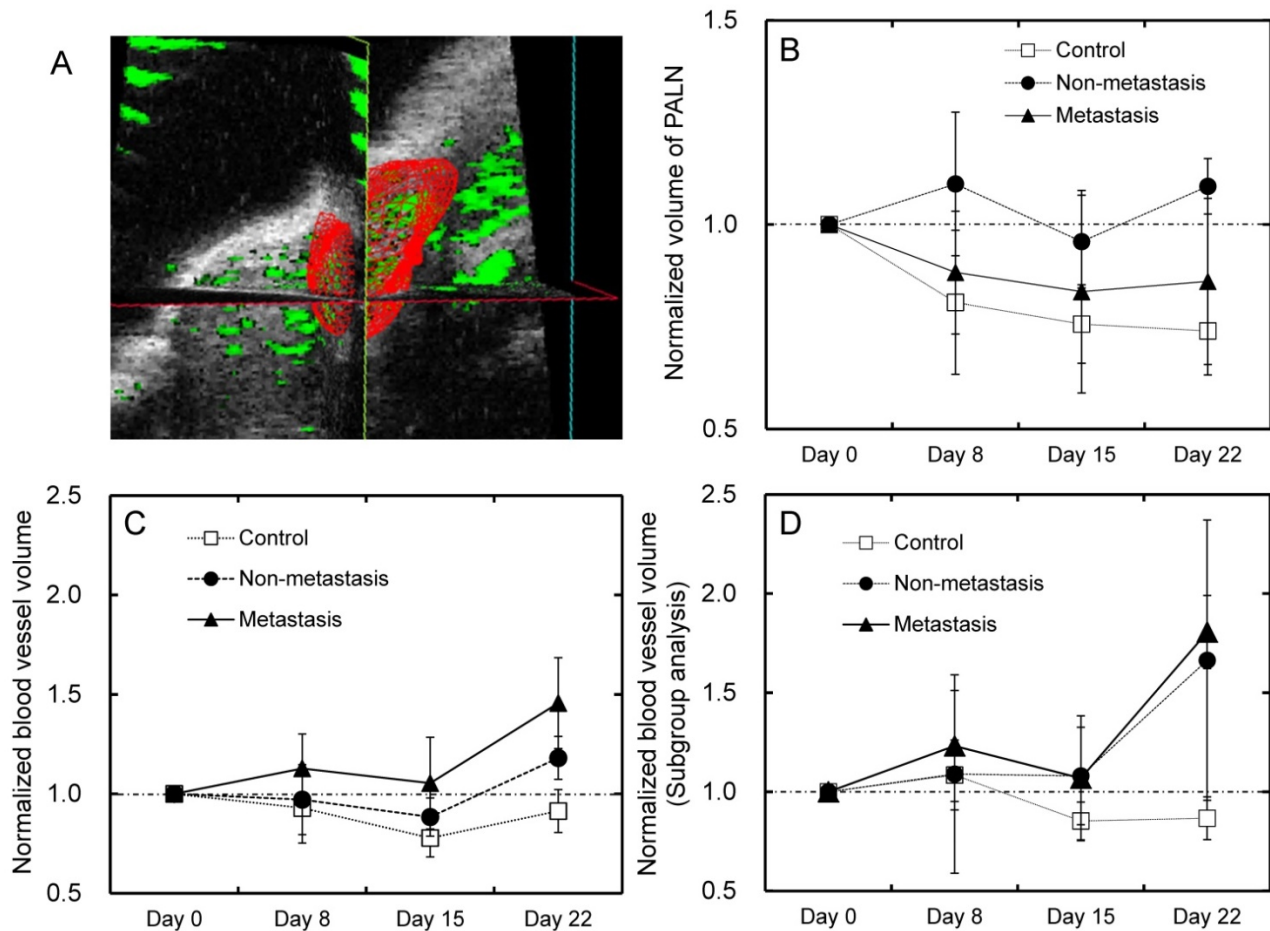 A
B
Normalized volume of PALN
1.5
1.0
0.5
Control
Non-metastasis
Metastasis
Day 0 Day 8 Day 15 Day 22
C
Normalized blood vessel volume
2.5
2.0
1.5
1.0
0.5
Control
Non-metastasis
Metastasis
Day 0 Day 8 Day 15 Day 22
D
Normalized blood vessel volume
(Subgroup analysis)
2.5
2.0
1.5
1.0
0.5
Control
Non-metastasis
Metastasis
Day 0 Day 8 Day 15 Day 22